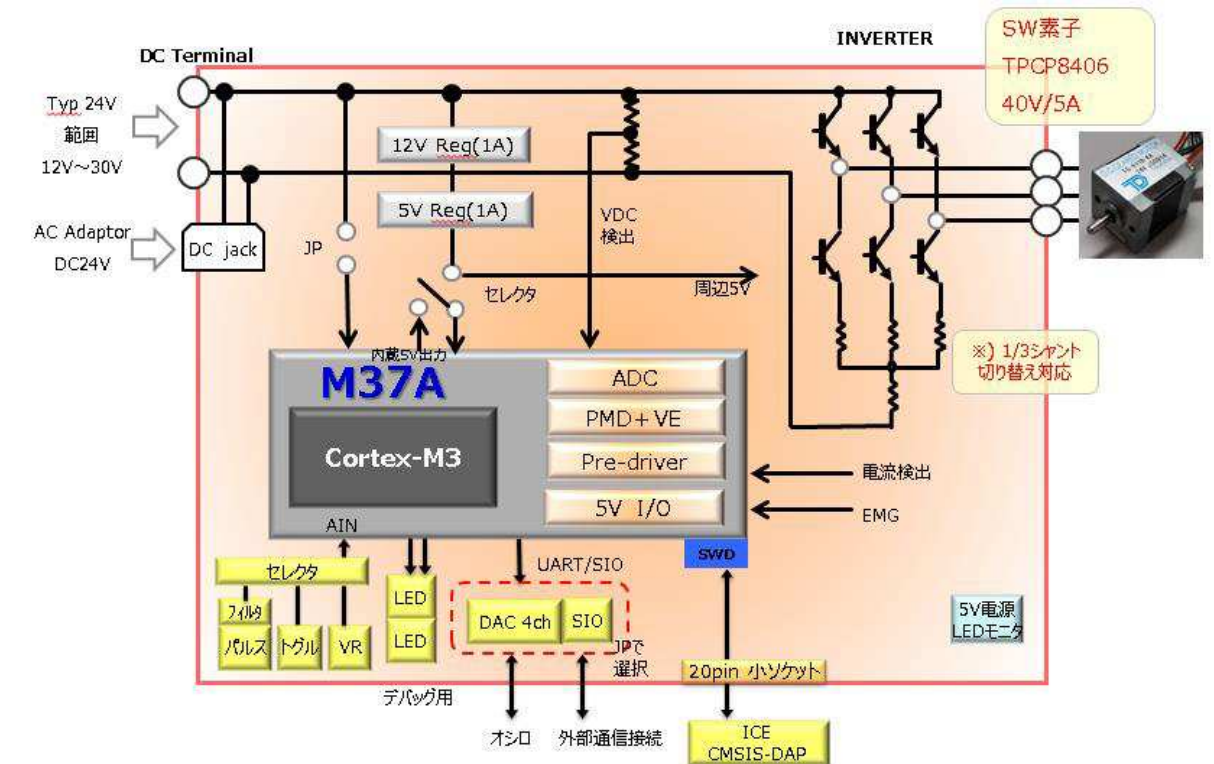 INVERTER
SW素子
TPCP8406
40V/5A
DC Terminal
Typ 24V
範囲
12V～30V
12V Reg(1A)
5V Reg(1A)
VDC
検出
AC Adaptor
DC24V
DC jack
JP
セレクタ
周辺5V
※) 1/3シャント
切り替え対応
内蔵5V出力
M37A
Cortex-M3
ADC
PMD+VE
Pre-driver
5V I/O
電流検出
EMG
AIN
SWD
UART/SIO
セレクタ
フィルタ
パルス
トグル
VR
LED
LED
DAC 4ch
SIO
JPで
選択
5V電源
LEDモニタ
20pin 小ソケット
デバッグ用
オシロ
外部通信接続
ICE
CMSIS-DAP